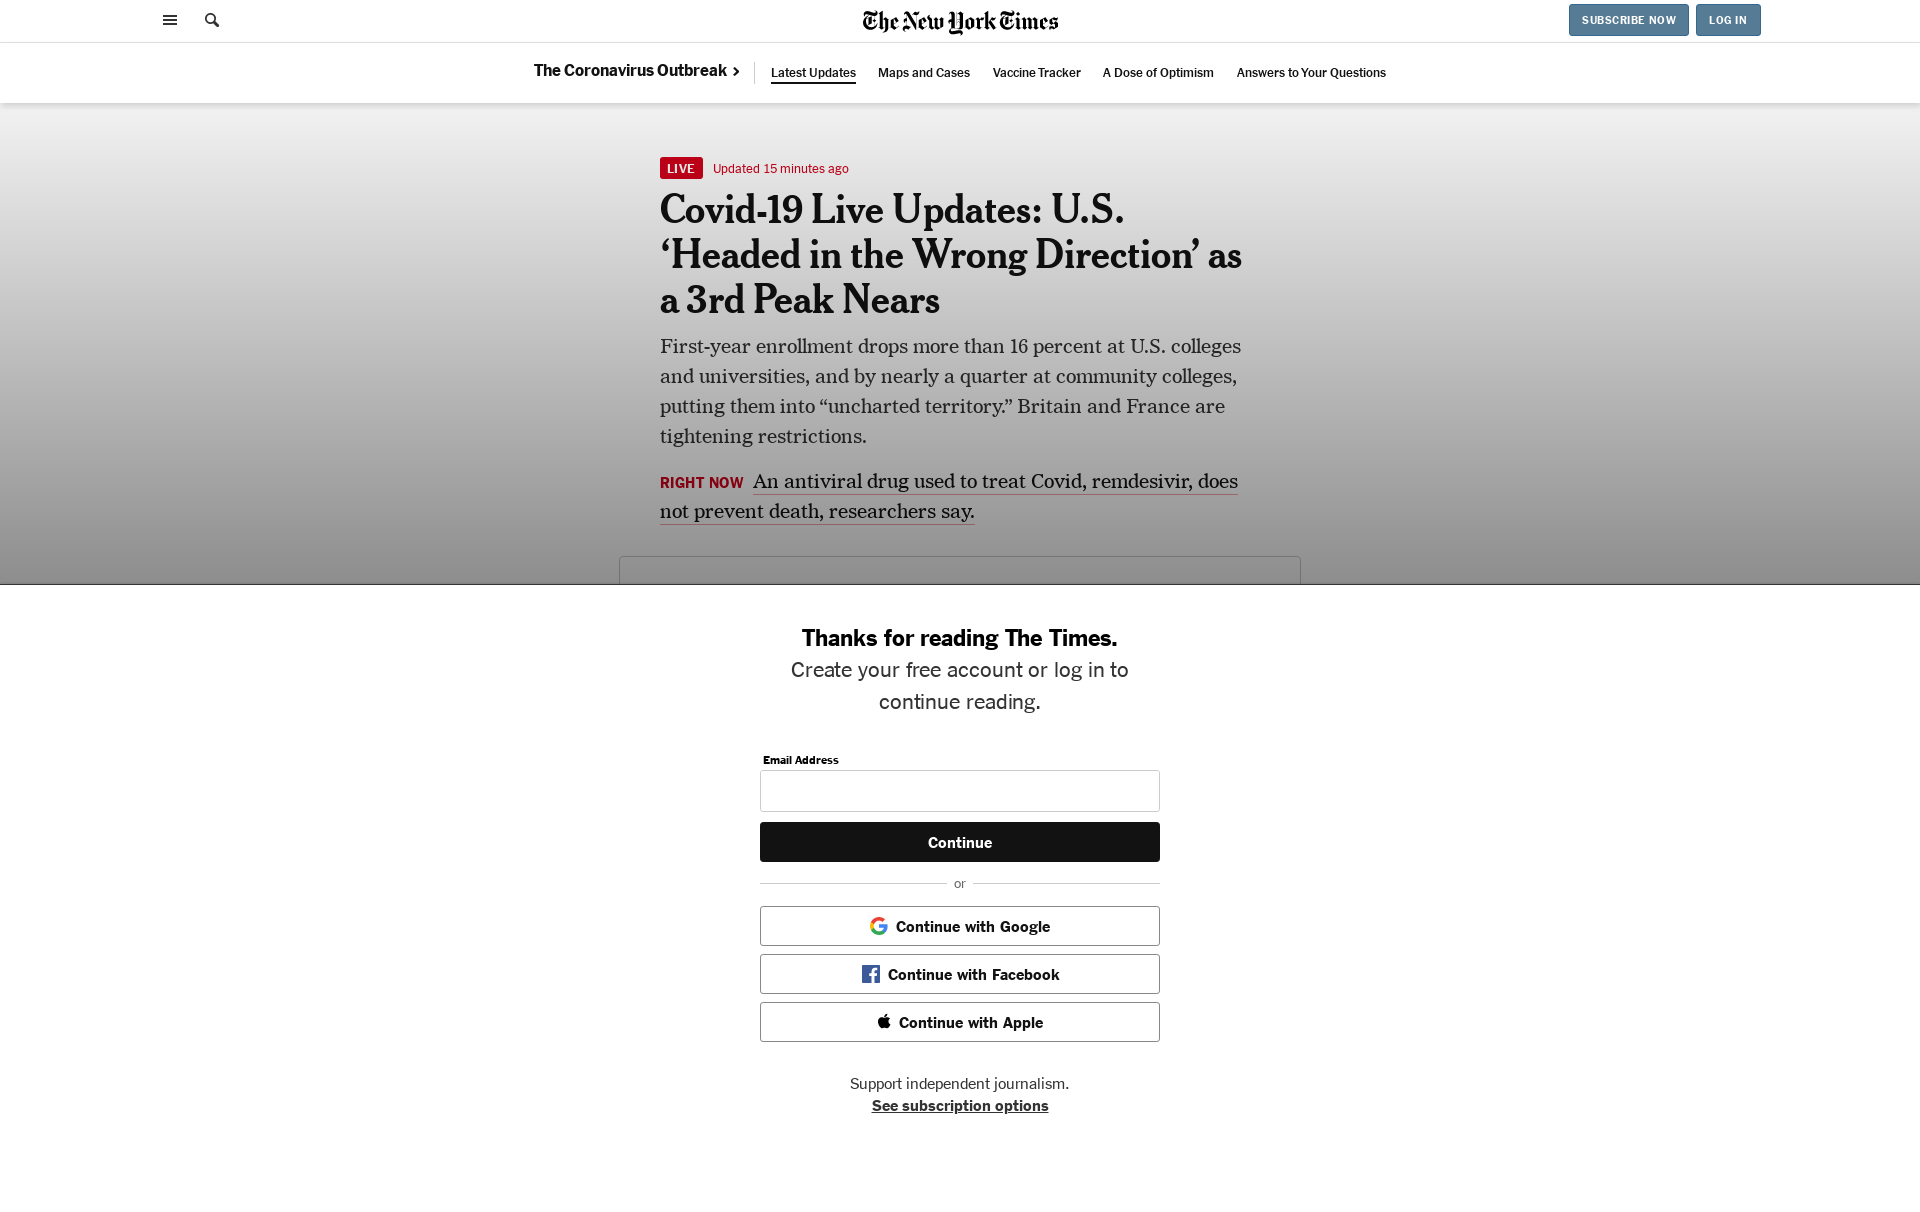 The New York Times
SUBSCRIBE NOW
LOG IN
The Coronavirus Outbreak
Latest Updates
Maps and Cases
Vaccine Tracker
A Dose of Optimism
Answers to Your Questions
LIVE Updated 15 minutes ago
Covid-19 Live Updates: U.S.
‘Headed in the Wrong Direction’ as
a 3rd Peak Nears
First-year enrollment drops more than 16 percent at U.S. colleges
and universities, and by nearly a quarter at community colleges,
putting them into “uncharted territory.” Britain and France are
tightening restrictions.
RIGHT NOW An antiviral drug used to treat Covid, remdesivir, does
not prevent death, researchers say.
Thanks for reading The Times.
Create your free account or log in to
continue reading.
Email Address
Continue
or
Continue with Google
Continue with Facebook
Continue with Apple
Support independent journalism.
See subscription options